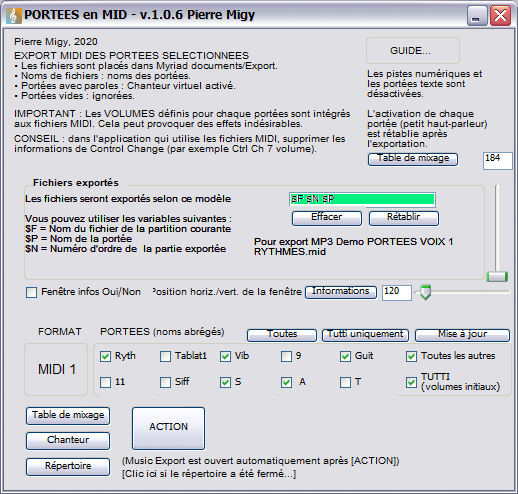 PORTEES en MID - v.1.0.6 Pierre Migy
Pierre Migy, 2020
EXPORT MIDI DES PORTEES SELECTIONNEES
• Les fichiers sont placés dans Myriad documents/Export.
• Noms de fichiers : noms des portées.
• Portées avec paroles : Chanteur virtuel activé.
• Portées vides : ignorées.
IMPORTANT : Les VOLUMES définis pour chaque portées sont intégrés
aux fichiers MIDI. Cela peut provoquer des effets indésirables.
CONSEIL : dans l'application qui utilise les fichiers MIDI, supprimer les
informations de Control Change (par exemple Ctrl Ch 7 volume).
GUIDE...
Les pistes numériques et
les portées texte sont
désactivées.
L'activation de chaque
portée (petit haut-parleur)
est rétablie après
l'exportation.
Table de mixage
184
Fichiers exportés
Les fichiers seront exportés selon ce modèle
$F $N $P
Effacer
Rétablir
Vous pouvez utiliser les variables suivantes :
$F = Nom du fichier de la partition courante
$P = Nom de la portée
$N = Numéro d'ordre de la partie exportée
Pour export MP3 Demo PORTEES VOIX 1
RYTHMES.mid
Fenêtre infos Oui/Non
Position horiz./vert. de la fenêtre
Informations
120
FORMAT
PORTEES (noms abrégés)
Toutes
Tutti uniquement
Mise à jour
MIDI 1
Ryth
Tablat1
Vib
9
Guit
Toutes les autres
11
Siff
S
A
T
TUTTI
(volumes initiaux)
Table de mixage
Chanteur
Répertoire
ACTION
(Music Export est ouvert automatiquement après [ACTION])
[Clic ici si le répertoire a été fermé...]